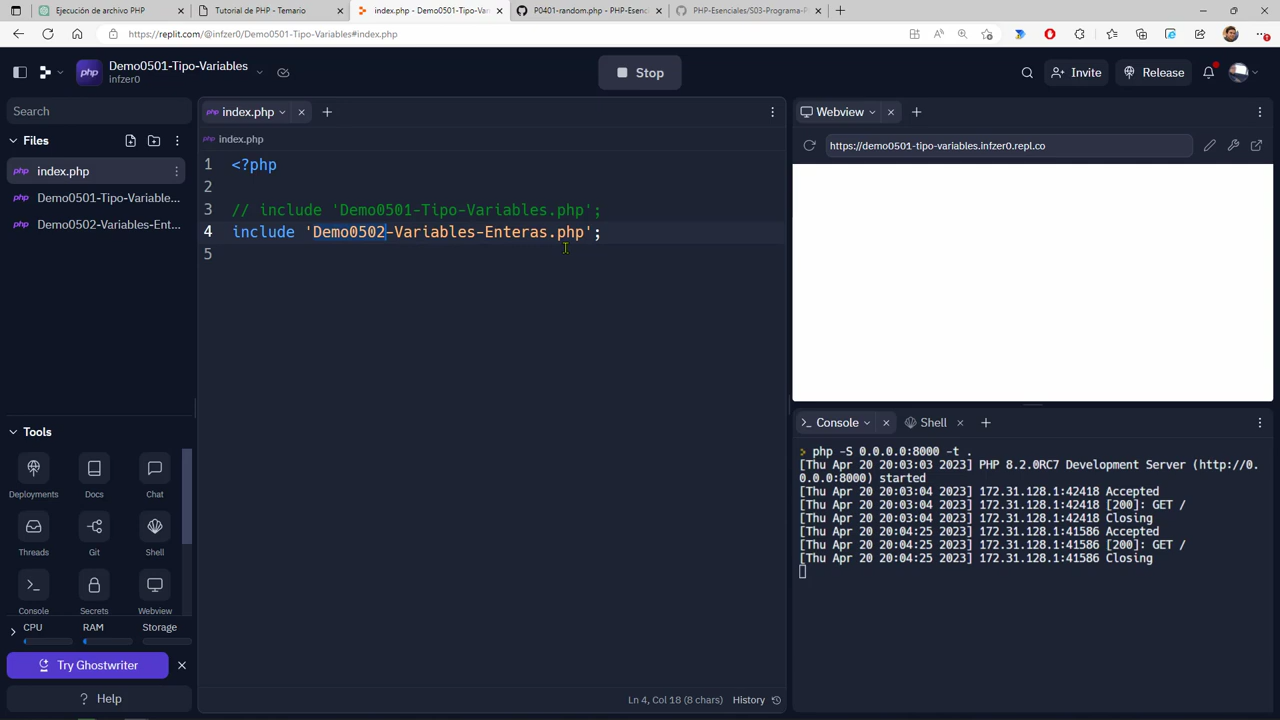 Ejecución de archivo PHP
Tutorial de PHP - Temario
index.php - Demo0501-Tipo-Var
P0401-random.php - PHP-Esenci
PHP-Esenciales/S03-Programa-P
https://replit.com/@infzer0/Demo0501-Tipo-Variables#index.php
php
Demo0501-Tipo-Variables
infzer0
Stop
Invite
Release
Search
Files
php index.php
php Demo0501-Tipo-Variable...
php Demo0502-Variables-Ent...
Tools
Deployments Docs Chat
Threads Git Shell
Console Secrets Webview
CPU RAM Storage
Try Ghostwriter
? Help
php index.php
php index.php
1 <?php
2
3 // include 'Demo0501-Tipo-Variables.php';
4 include 'Demo0502-Variables-Enteras.php';
5
Ln 4, Col 18 (8 chars) History
Webview
https://demo0501-tipo-variables.infzer0.repl.co
Console
Shell
> php -S 0.0.0.0:8000 -t .
[Thu Apr 20 20:03:03 2023] PHP 8.2.0RC7 Development Server (http://0.
0.0.0:8000) started
[Thu Apr 20 20:03:04 2023] 172.31.128.1:42418 Accepted
[Thu Apr 20 20:03:04 2023] 172.31.128.1:42418 [200]: GET /
[Thu Apr 20 20:03:04 2023] 172.31.128.1:42418 Closing
[Thu Apr 20 20:04:25 2023] 172.31.128.1:41586 Accepted
[Thu Apr 20 20:04:25 2023] 172.31.128.1:41586 [200]: GET /
[Thu Apr 20 20:04:25 2023] 172.31.128.1:41586 Closing